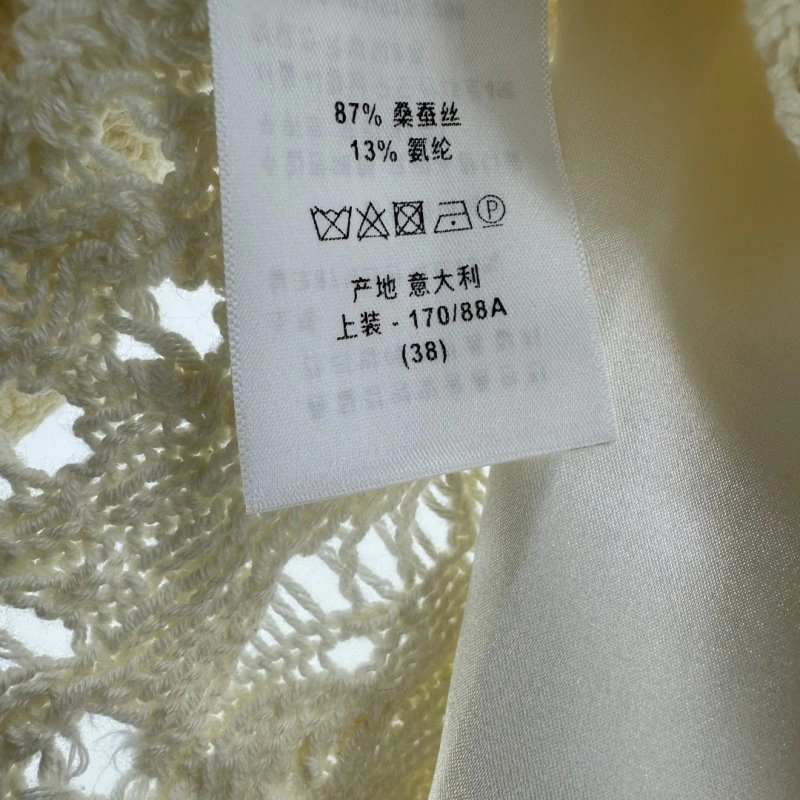 87% 桑蚕丝
13% 氨纶
P
产地 意大利
上装 - 170/88A
(38)